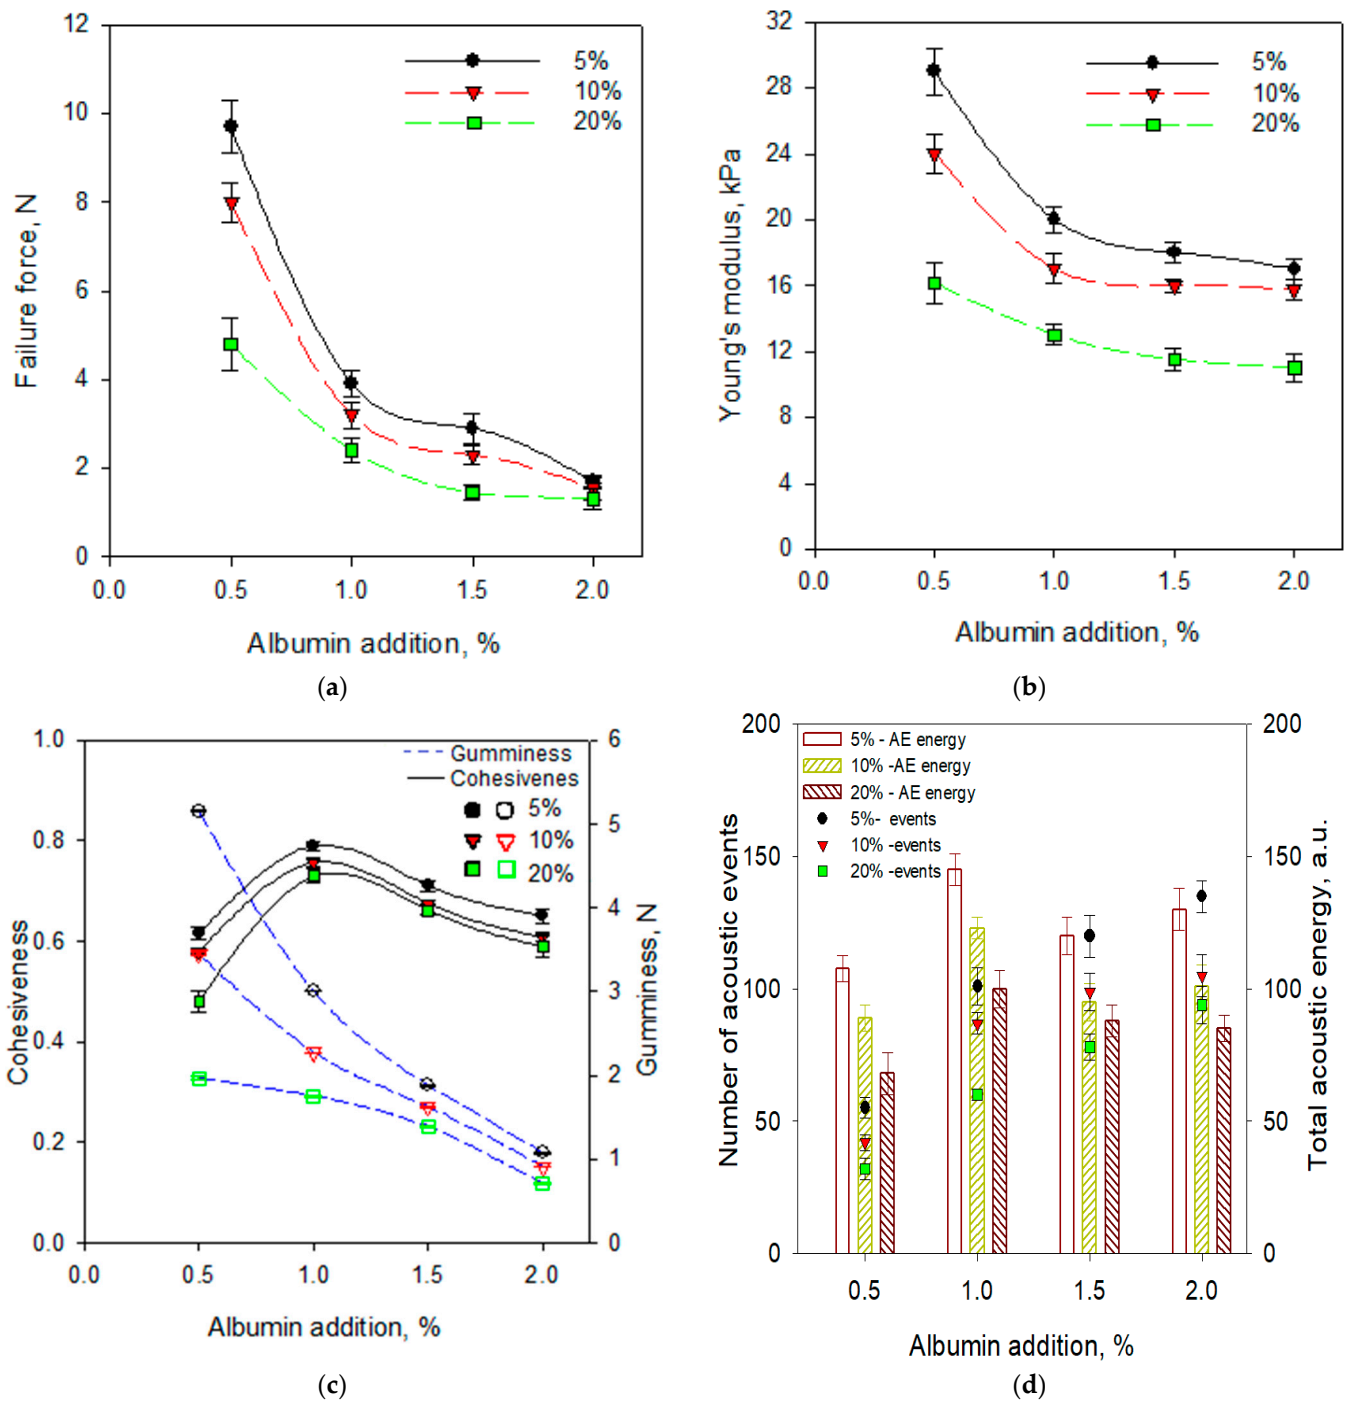 12
10
8
6
4
2
0
Failure force, N
5%
10%
20%
0.0 0.5 1.0 1.5 2.0
Albumin addition, %
(a)
32
28
24
20
16
12
8
4
0
Young's modulus, kPa
5%
10%
20%
0.0 0.5 1.0 1.5 2.0
Albumin addition, %
(b)
1.0
0.8
0.6
0.4
0.2
0.0
Cohesiveness
Gumminess
Cohesivenes
5%
10%
20%
6
5
4
3
2
1
0
Gumminess, N
0.0 0.5 1.0 1.5 2.0
Albumin addition, %
(c)
200
150
100
50
0
Number of acoustic events
5% - AE energy
10% -AE energy
20% - AE energy
5%- events
10% -events
20% -events
200
150
100
50
0
Total acoustic energy, a.u.
0.5 1.0 1.5 2.0
Albumin addition, %
(d)